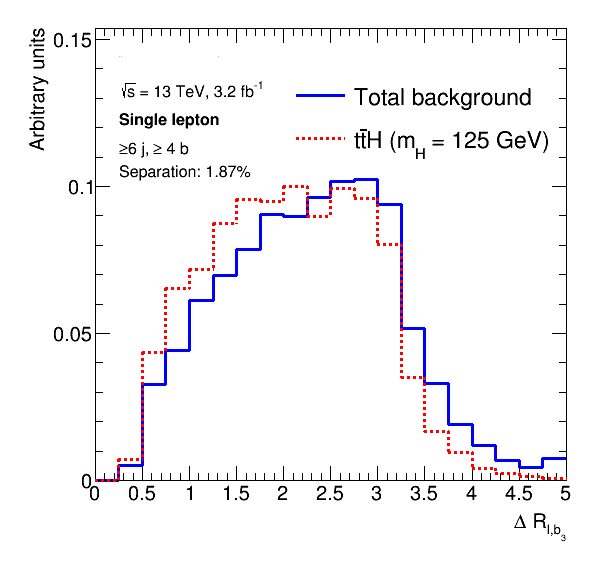 Arbitrary units
0.15
0.1
0.05
0
√s = 13 TeV, 3.2 fb⁻¹
Single lepton
≥6 j, ≥ 4 b
Separation: 1.87%
Total background
tt̄H (m_H = 125 GeV)
0 0.5 1 1.5 2 2.5 3 3.5 4 4.5 5
Δ R_l,b₃